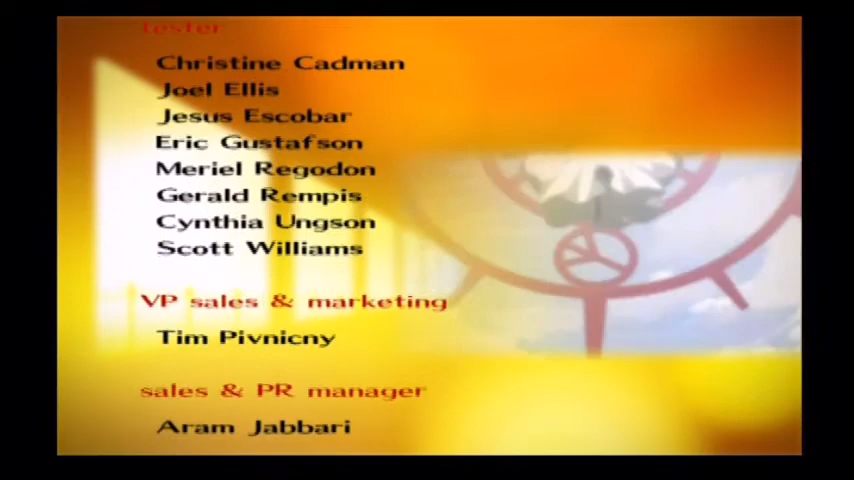 tester
Christine Cadman
Joel Ellis
Jesus Escobar
Eric Gustafson
Meriel Regodon
Gerald Rempis
Cynthia Ungson
Scott Williams
VP sales & marketing
Tim Pivnicny
sales & PR manager
Aram Jabbari